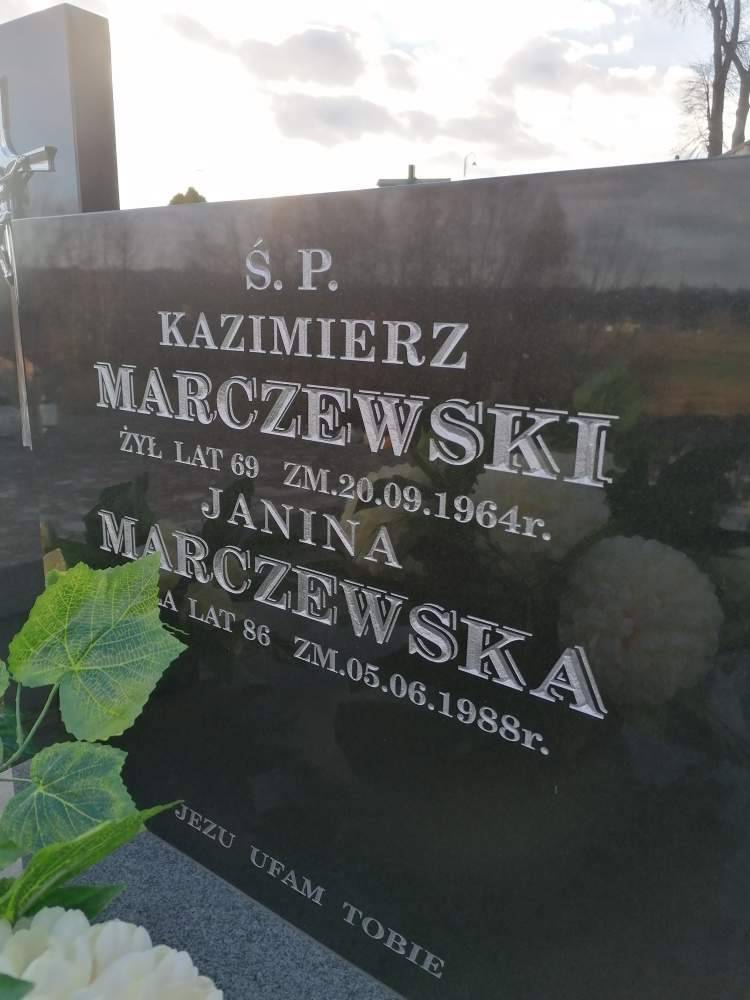 Ś. P.
KAZIMIERZ
MARCZEWSKI
ŻYŁ LAT 69 ZM.20.09.1964r.
JANINA
MARCZEWSKA
LAT 86 ZM.05.06.1988r.
JEZU UFAM TOBIE